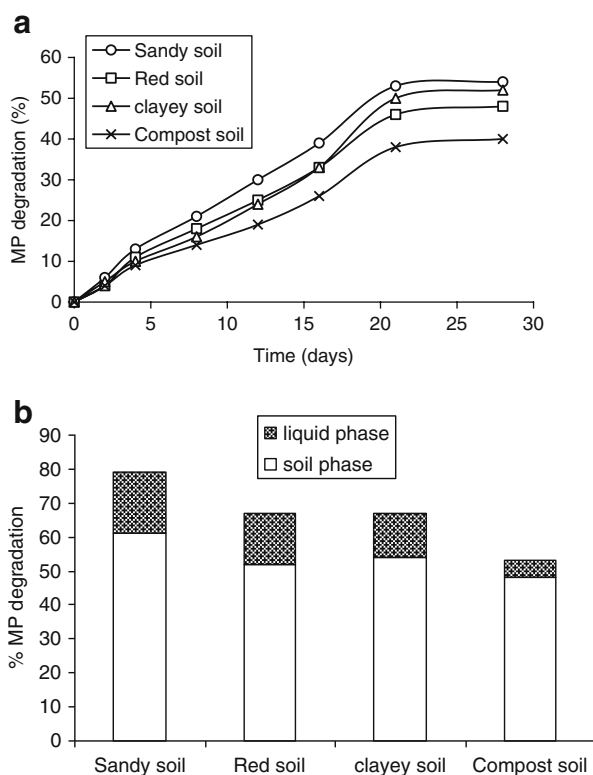 a
Sandy soil
Red soil
clayey soil
Compost soil
MP degradation (%)
60
50
40
30
20
10
0
0 5 10 15 20 25 30
Time (days)
b
liquid phase
soil phase
% MP degradation
90
80
70
60
50
40
30
20
10
0
Sandy soil Red soil clayey soil Compost soil